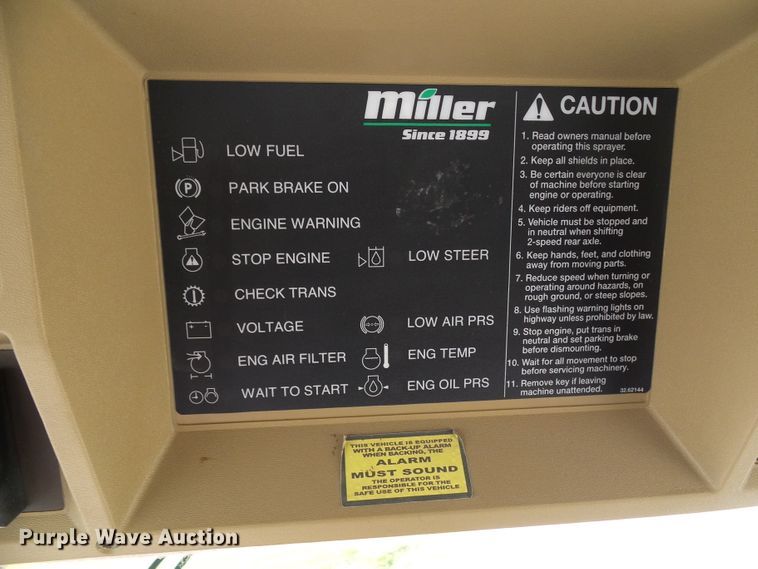 miller
Since 1899
LOW FUEL
P
PARK BRAKE ON
ENGINE WARNING
STOP ENGINE
LOW STEER
CHECK TRANS
VOLTAGE
LOW AIR PRS
ENG AIR FILTER
ENG TEMP
WAIT TO START
ENG OIL PRS
CAUTION
1. Read owners manual before
operating this sprayer.
2. Keep all shields in place.
3. Be certain everyone is clear
of machine before starting
engine or operating.
4. Keep riders off equipment.
5. Vehicle must be stopped and
in neutral when shifting
2-speed rear axle.
6. Keep hands, feet, and clothing
away from moving parts.
7. Reduce speed when turning or
operating around hazards, on
rough ground, or steep slopes.
8. Use flashing warning lights on
highway unless prohibited by law.
9. Stop engine, put trans in
neutral and set parking brake
before dismounting.
10. Wait for all movement to stop
before servicing machinery.
11. Remove key if leaving
machine unattended.
32.62144
THIS VEHICLE IS EQUIPPED
WITH A BACK-UP ALARM
WHEN BACKING, THE
ALARM
MUST SOUND
THE OPERATOR IS
RESPONSIBLE FOR THE
SAFE USE OF THIS VEHICLE
Purple Wave Auction